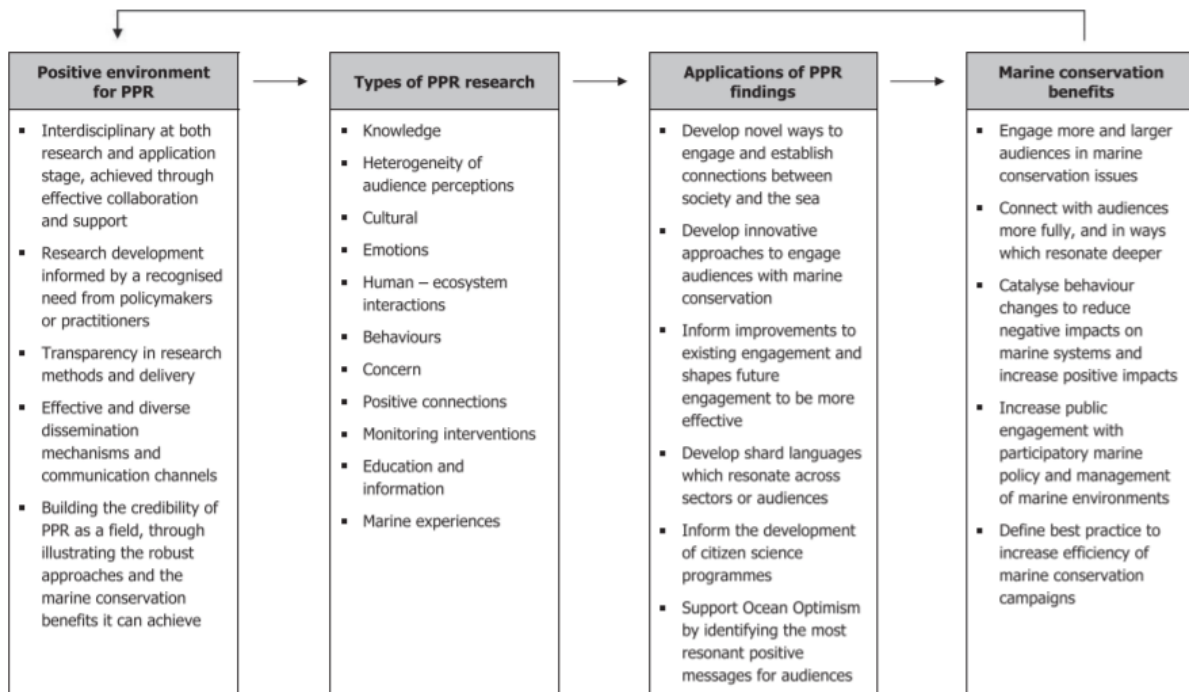 Positive environment
for PPR
▪ Interdisciplinary at both
research and application
stage, achieved through
effective collaboration
and support
▪ Research development
informed by a recognised
need from policymakers
or practitioners
▪ Transparency in research
methods and delivery
▪ Effective and diverse
dissemination
mechanisms and
communication channels
▪ Building the credibility of
PPR as a field, through
illustrating the robust
approaches and the
marine conservation
benefits it can achieve
Types of PPR research
▪ Knowledge
▪ Heterogeneity of
audience perceptions
▪ Cultural
▪ Emotions
▪ Human – ecosystem
interactions
▪ Behaviours
▪ Concern
▪ Positive connections
▪ Monitoring interventions
▪ Education and
information
▪ Marine experiences
Applications of PPR
findings
▪ Develop novel ways to
engage and establish
connections between
society and the sea
▪ Develop innovative
approaches to engage
audiences with marine
conservation
▪ Inform improvements to
existing engagement and
shapes future
engagement to be more
effective
▪ Develop shard languages
which resonate across
sectors or audiences
▪ Inform the development
of citizen science
programmes
▪ Support Ocean Optimism
by identifying the most
resonant positive
messages for audiences
Marine conservation
benefits
▪ Engage more and larger
audiences in marine
conservation issues
▪ Connect with audiences
more fully, and in ways
which resonate deeper
▪ Catalyse behaviour
changes to reduce
negative impacts on
marine systems and
increase positive impacts
▪ Increase public
engagement with
participatory marine
policy and management
of marine environments
▪ Define best practice to
increase efficiency of
marine conservation
campaigns